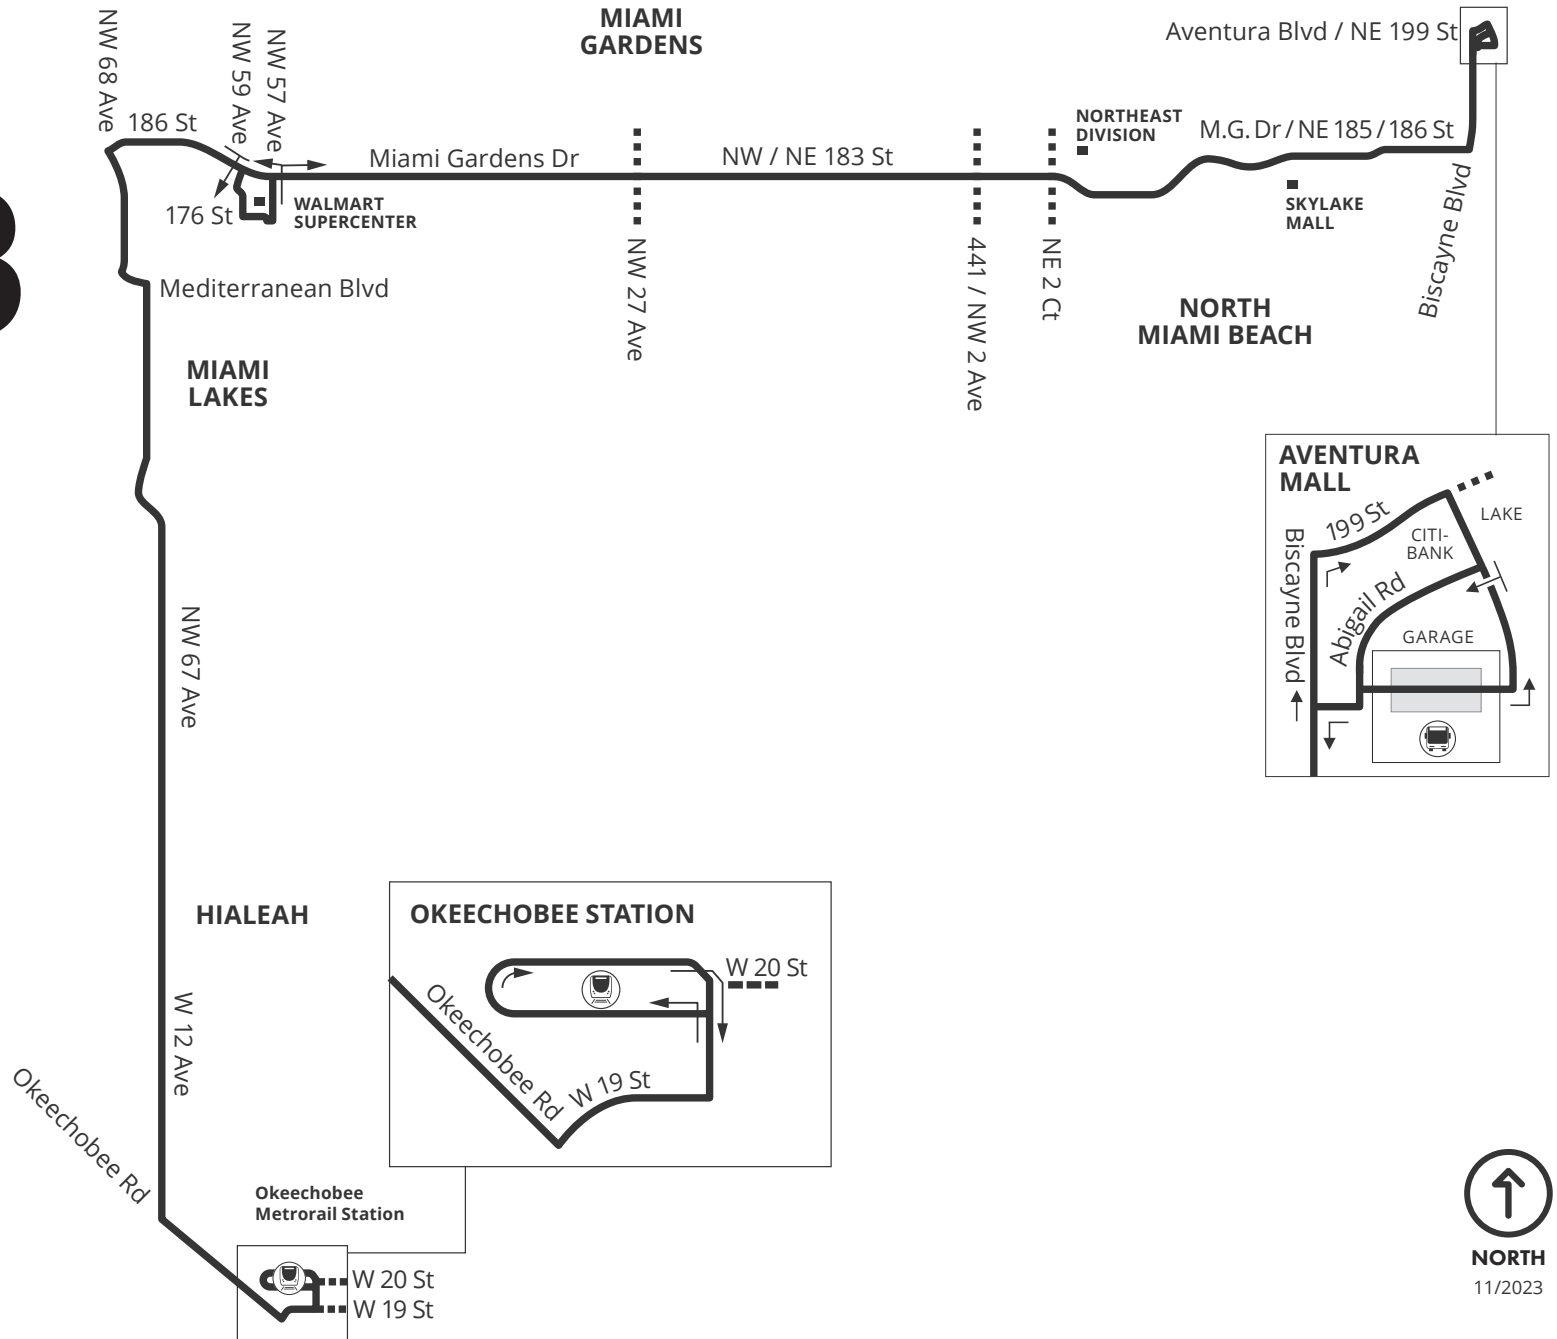 MIAMI
GARDENS
Aventura Blvd / NE 199 St
NW 68 Ave
NW 59 Ave
NW 57 Ave
186 St
Miami Gardens Dr
NW / NE 183 St
NORTHEAST
DIVISION
M.G. Dr / NE 185 / 186 St
176 St
WALMART
SUPERCENTER
SKYLAKE
MALL
Biscayne Blvd
Mediterranean Blvd
NW 27 Ave
441 / NW 2 Ave
NE 2 Ct
NORTH
MIAMI BEACH
MIAMI
LAKES
AVENTURA
MALL
199 St
LAKE
CITI-
BANK
Biscayne Blvd
Abigail Rd
GARAGE
NW 67 Ave
HIALEAH
OKEECHOBEE STATION
W 20 St
Okeechobee Rd
W 19 St
W 12 Ave
Okeechobee Rd
Okeechobee
Metrorail Station
W 20 St
W 19 St
NORTH
11/2023